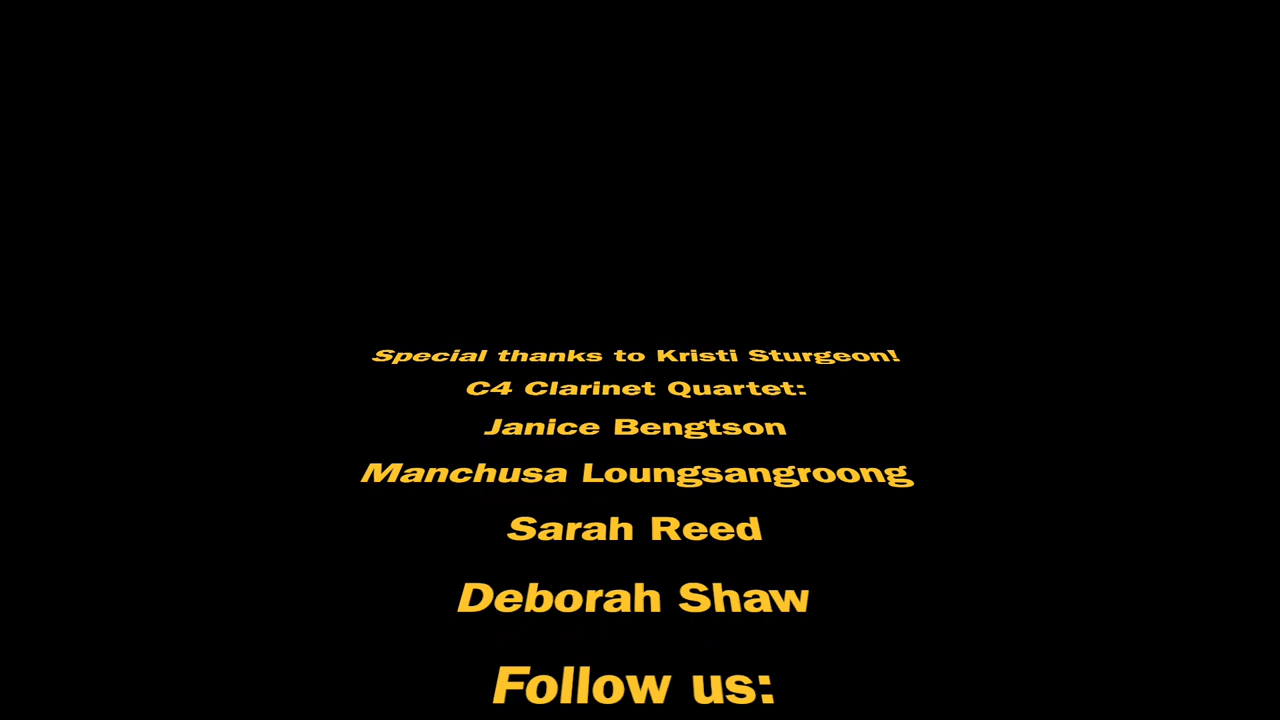 Special thanks to Kristi Sturgeon!
C4 Clarinet Quartet:
Janice Bengtson
Manchusa Loungsangroong
Sarah Reed
Deborah Shaw
Follow us: